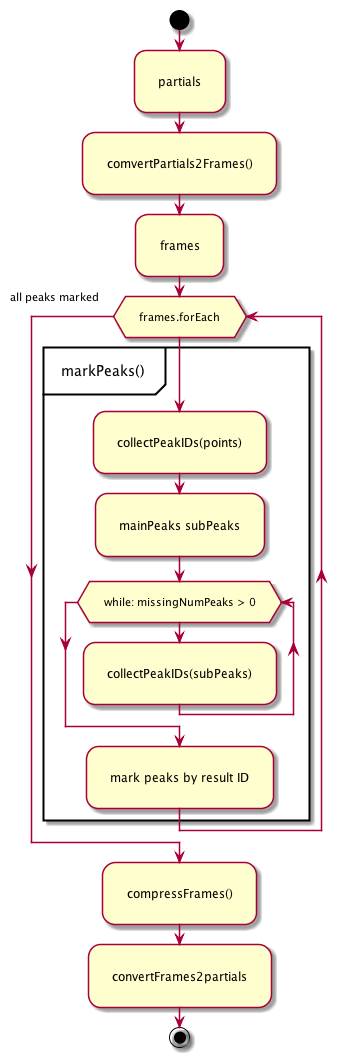 partials
comvertPartials2Frames()
frames
all peaks marked
frames.forEach
markPeaks()
collectPeakIDs(points)
mainPeaks subPeaks
while: missingNumPeaks > 0
collectPeakIDs(subPeaks)
mark peaks by result ID
compressFrames()
convertFrames2partials